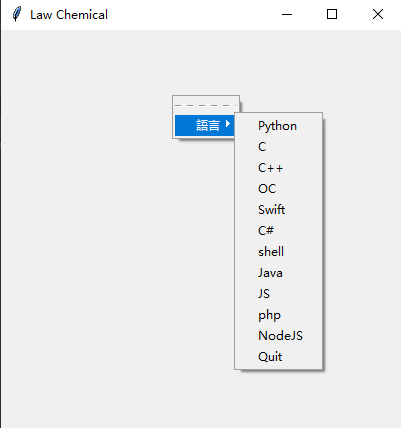 Law Chemical
語言
Python
C
C++
OC
Swift
C#
shell
Java
JS
php
NodeJS
Quit